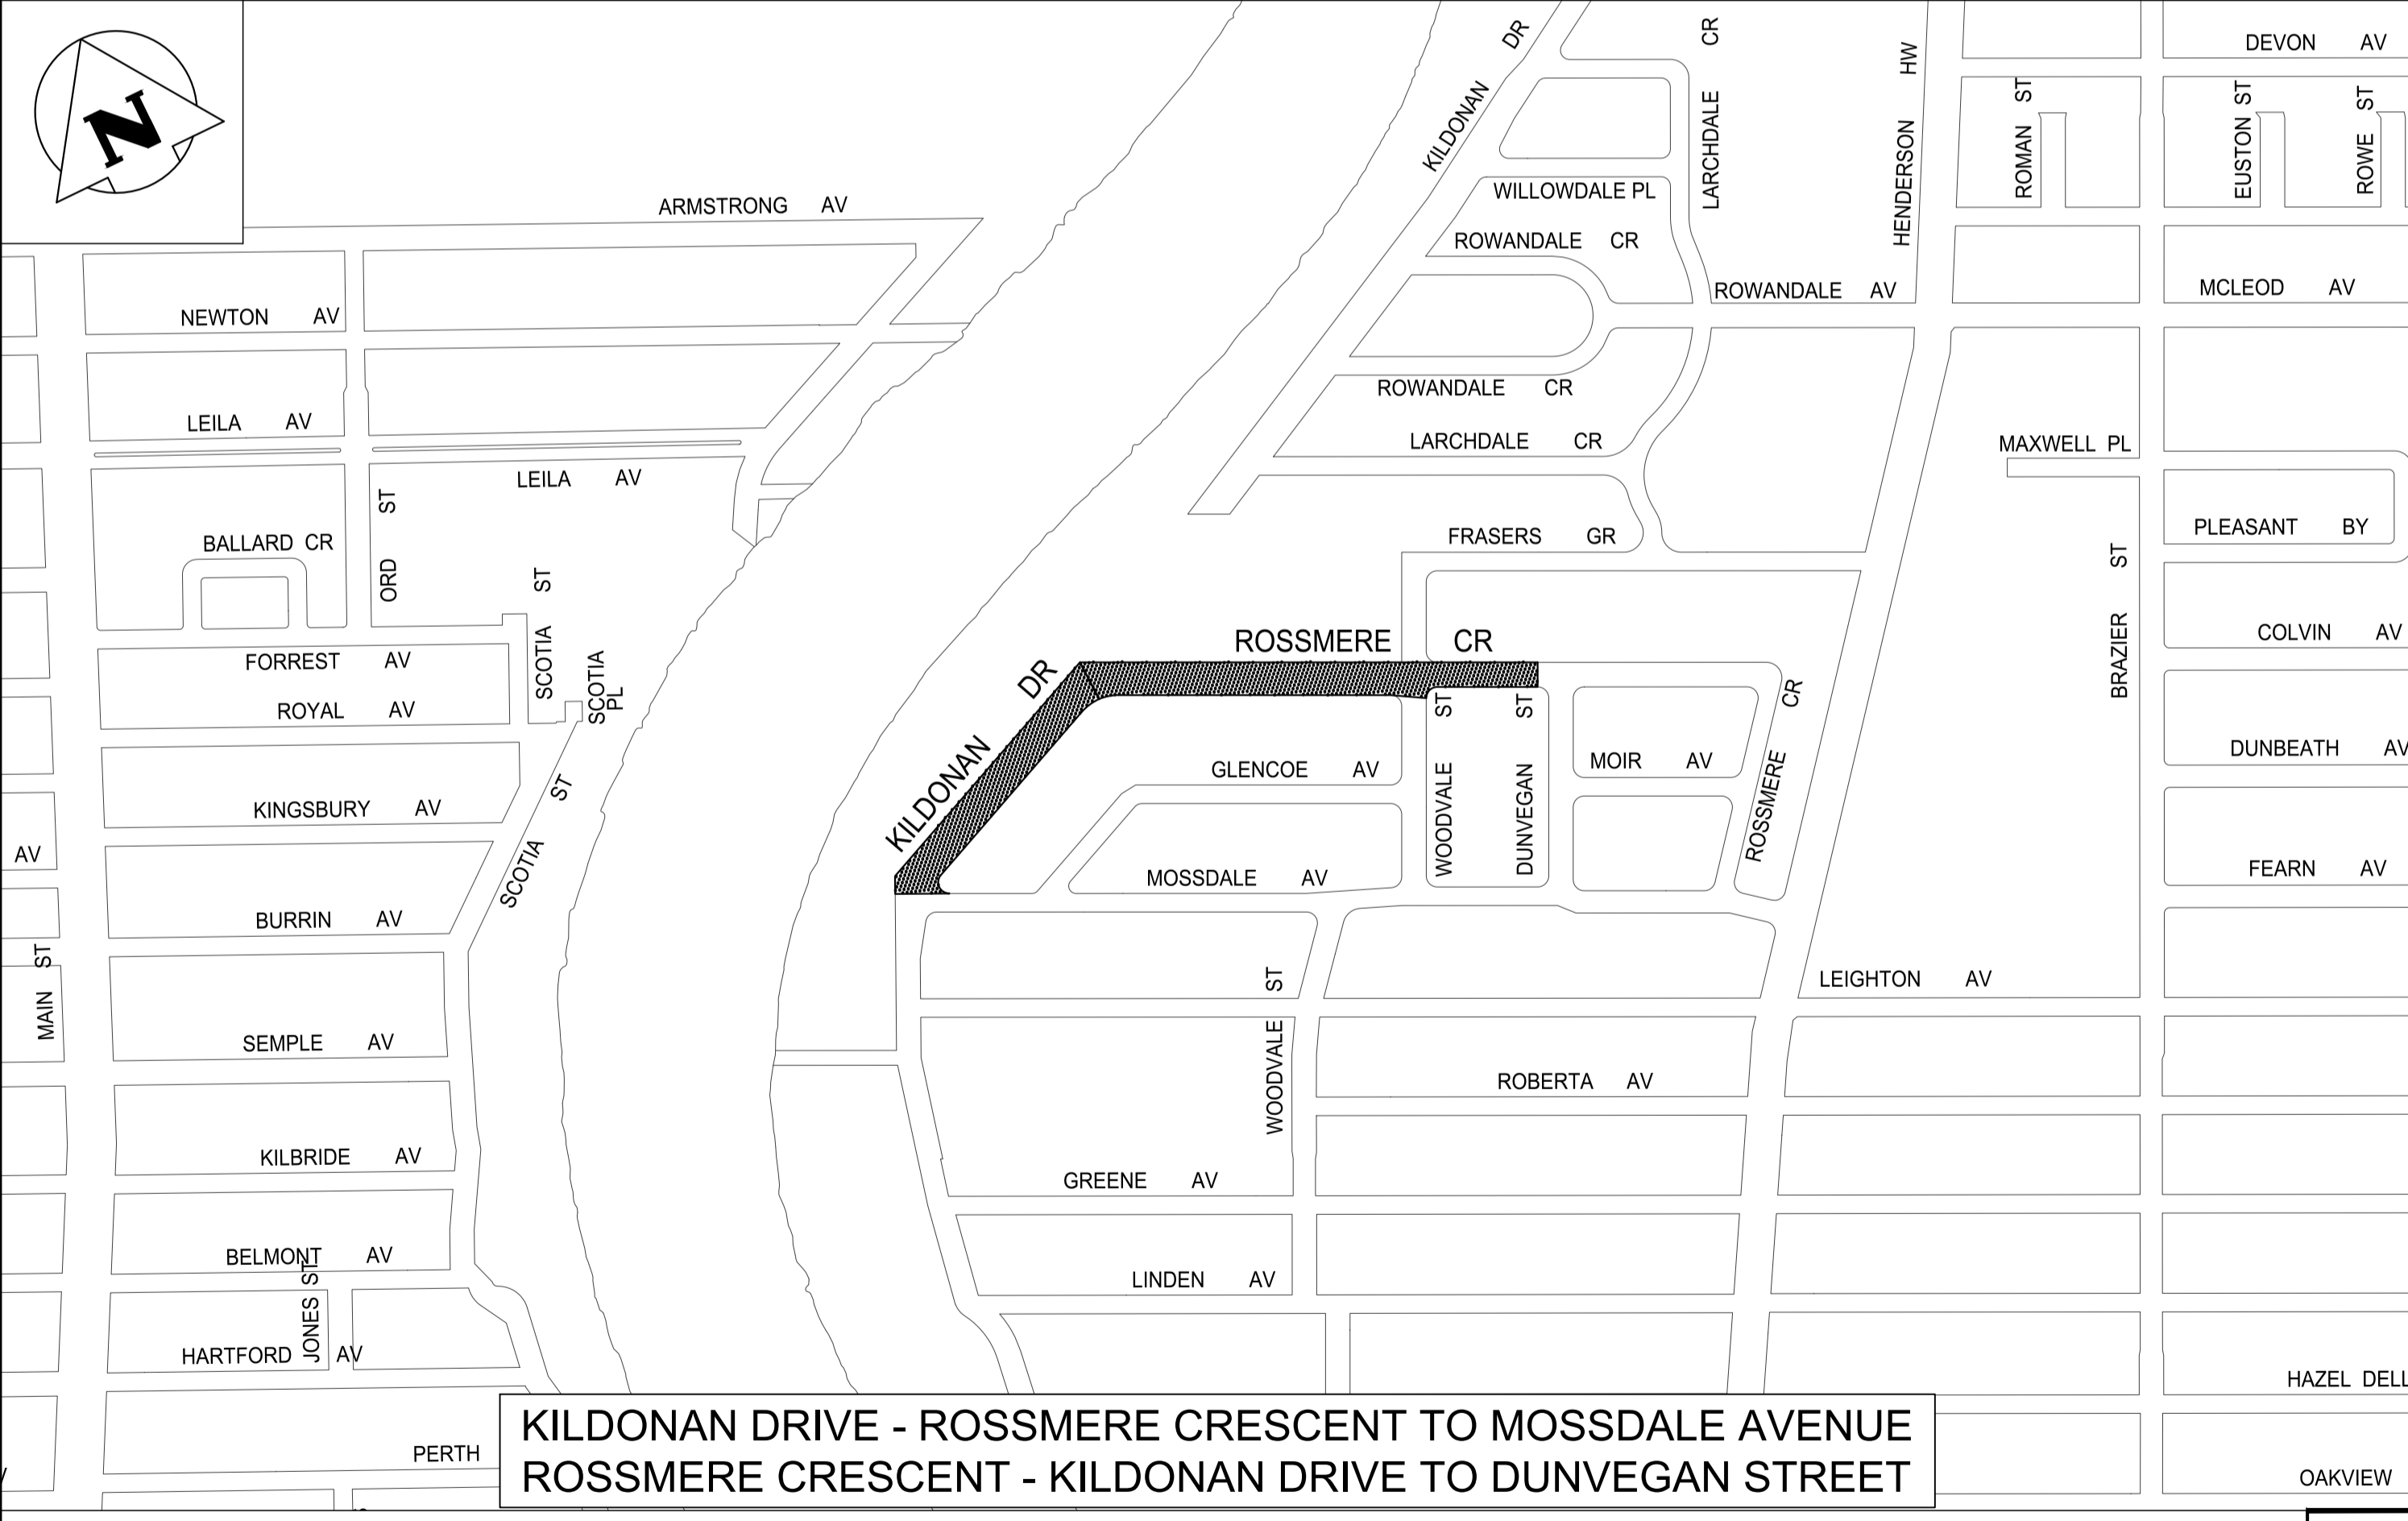 N
DEVON AV
KILDONAN DR
LARCHDALE CR
HENDERSON HW
ROMAN ST
EUSTON ST
ROWE ST
ARMSTRONG AV
WILLOWDALE PL
ROWANDALE CR
NEWTON AV
ROWANDALE AV
MCLEOD AV
ROWANDALE CR
LEILA AV
LARCHDALE CR
MAXWELL PL
LEILA AV
ORD ST
BALLARD CR
FRASERS GR
PLEASANT BY
BRAZIER ST
SCOTIA ST
SCOTIA PL
FORREST AV
ROSSMERE CR
COLVIN AV
ROYAL AV
KILDONAN DR
WOODVALE ST
DUNVEGAN ST
MOIR AV
ROSSMERE CR
DUNBEATH AV
GLENCOE AV
KINGSBURY AV
SCOTIA ST
AV
MOSSDALE AV
FEARN AV
BURRIN AV
MAIN ST
WOODVALE ST
LEIGHTON AV
SEMPLE AV
ROBERTA AV
KILBRIDE AV
GREENE AV
BELMONT AV
JONES ST
LINDEN AV
HARTFORD AV
HAZEL DELL
PERTH
OAKVIEW
KILDONAN DRIVE - ROSSMERE CRESCENT TO MOSSDALE AVENUE
ROSSMERE CRESCENT - KILDONAN DRIVE TO DUNVEGAN STREET